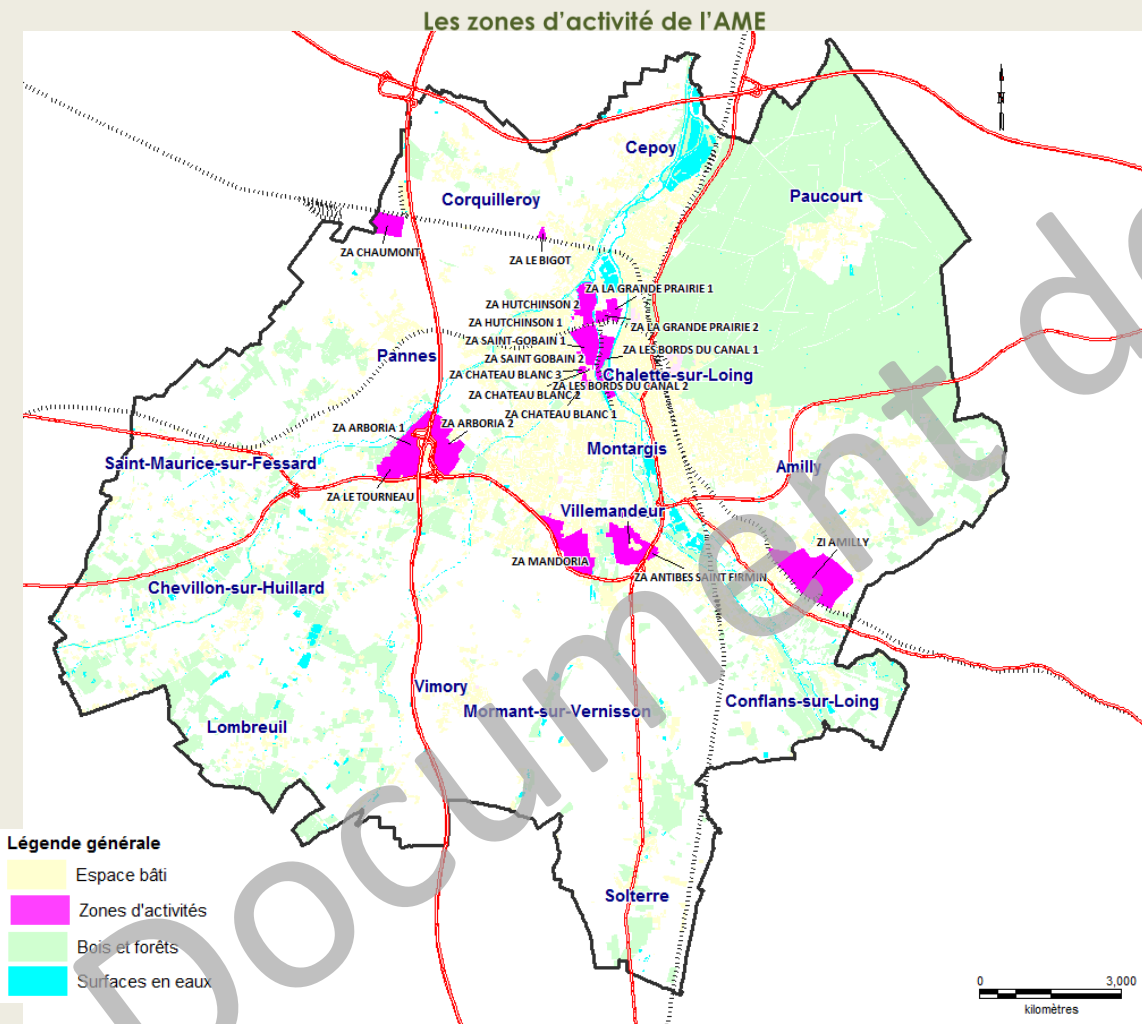 Les zones d'activité de l'AME
N
Cepoy
Paucourt
Corquilleroy
ZA CHAUMONT
ZA LE BIGOT
ZA LA GRANDE PRAIRIE 1
ZA HUTCHINSON 2
ZA HUTCHINSON 1
ZA LA GRANDE PRAIRIE 2
ZA SAINT-GOBAIN 1
ZA LES BORDS DU CANAL 1
Pannes
ZA SAINT GOBAIN 2
ZA CHATEAU BLANC 3
Chalette-sur-Loing
ZA LES BORDS DU CANAL 2
ZA CHATEAU BLANC 2
ZA CHATEAU BLANC 1
ZA ARBORIA 1
ZA ARBORIA 2
Montargis
Saint-Maurice-sur-Fessard
Amilly
ZA LE TOURNEAU
Villemandeur
ZI AMILLY
ZA MANDORIA
ZA ANTIBES SAINT FIRMIN
Chevillon-sur-Huillard
Vimory
Conflans-sur-Loing
Mormant-sur-Vernisson
Lombreuil
Solterre
Légende générale
Espace bâti
Zones d'activités
Bois et forêts
Surfaces en eaux
0 3,000
kilomètres
Document de